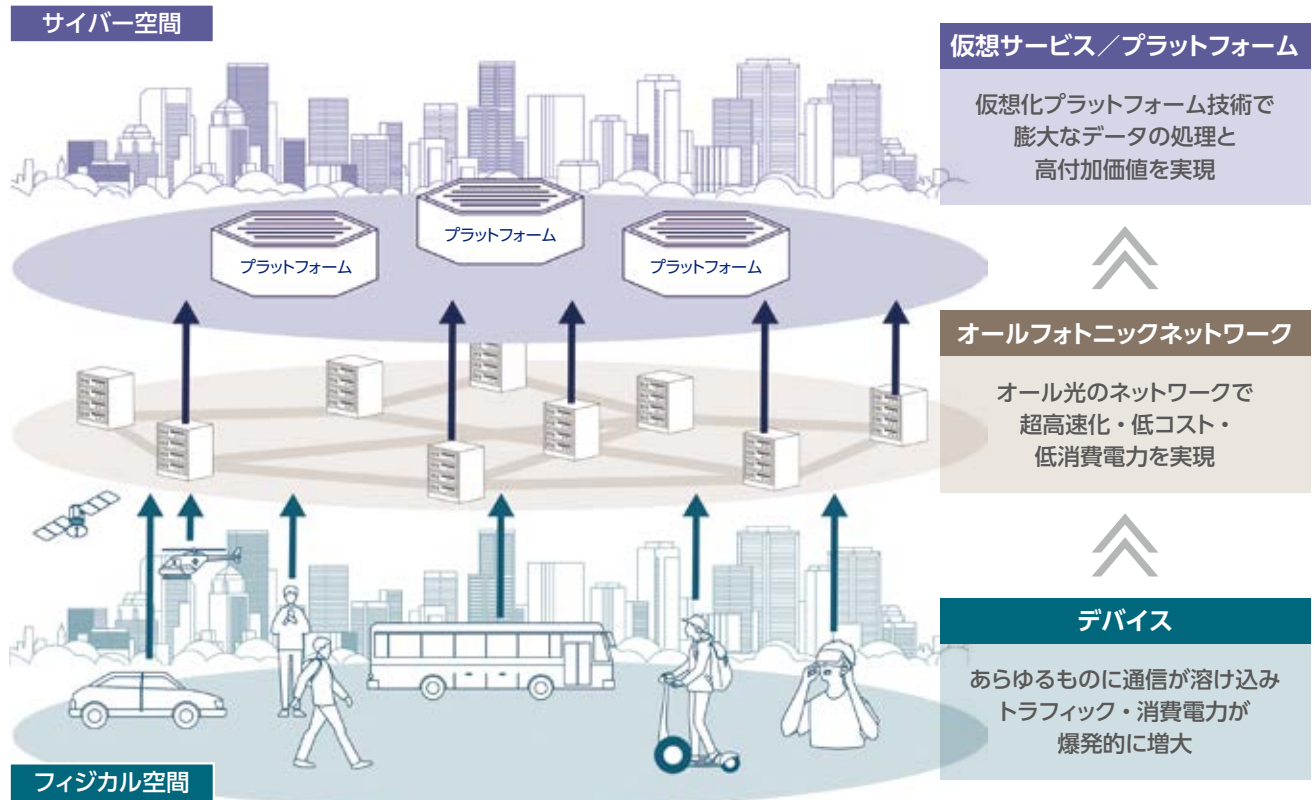 サイバー空間
仮想サービス／プラットフォーム
仮想化プラットフォーム技術で
膨大なデータの処理と
高付加価値を実現
プラットフォーム
プラットフォーム
プラットフォーム
オールフォトニックネットワーク
オール光のネットワークで
超高速化・低コスト・
低消費電力を実現
デバイス
あらゆるものに通信が溶け込み
トラフィック・消費電力が
爆発的に増大
フィジカル空間